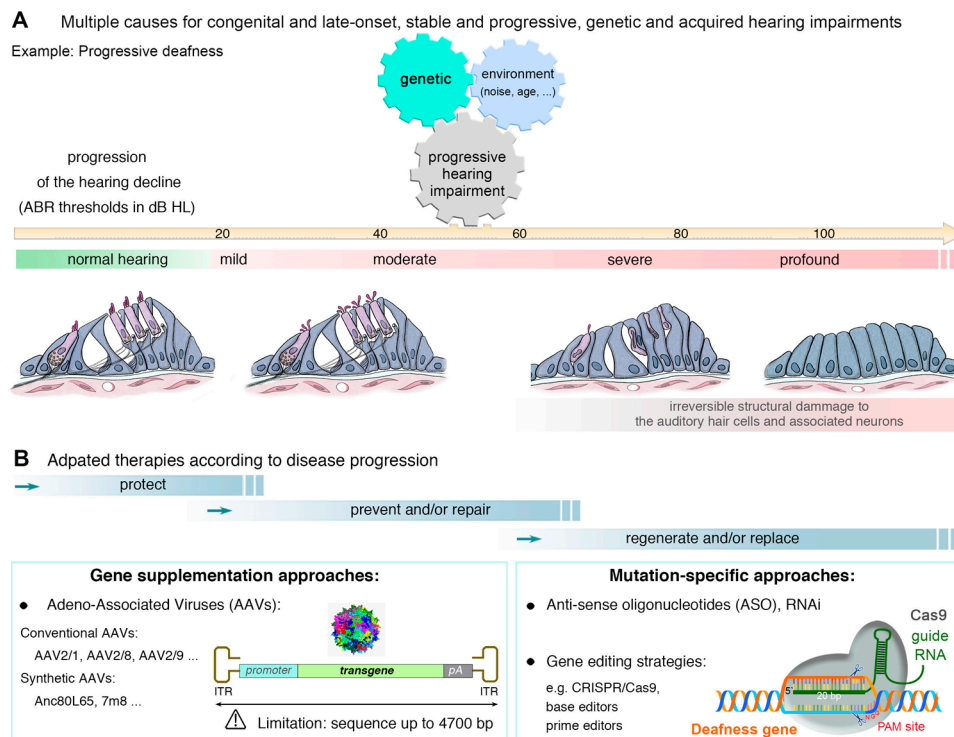 A Multiple causes for congenital and late-onset, stable and progressive, genetic and acquired hearing impairments
Example: Progressive deafness
genetic
environment
(noise, age, ...)
progressive
hearing
impairment
progression
of the hearing decline
(ABR thresholds in dB HL)
20 40 60 80 100
normal hearing mild moderate severe profound
irreversible structural dammage to
the auditory hair cells and associated neurons
B Adpated therapies according to disease progression
protect
prevent and/or repair
regenerate and/or replace
Gene supplementation approaches:
● Adeno-Associated Viruses (AAVs):
Conventional AAVs:
AAV2/1, AAV2/8, AAV2/9 ...
Synthetic AAVs:
Anc80L65, 7m8 ...
promoter transgene pA
ITR ITR
Limitation: sequence up to 4700 bp
Mutation-specific approaches:
● Anti-sense oligonucleotides (ASO), RNAi
● Gene editing strategies:
e.g. CRISPR/Cas9,
base editors
prime editors
Cas9
guide
RNA
5'
20 bp
NGG
PAM site
Deafness gene